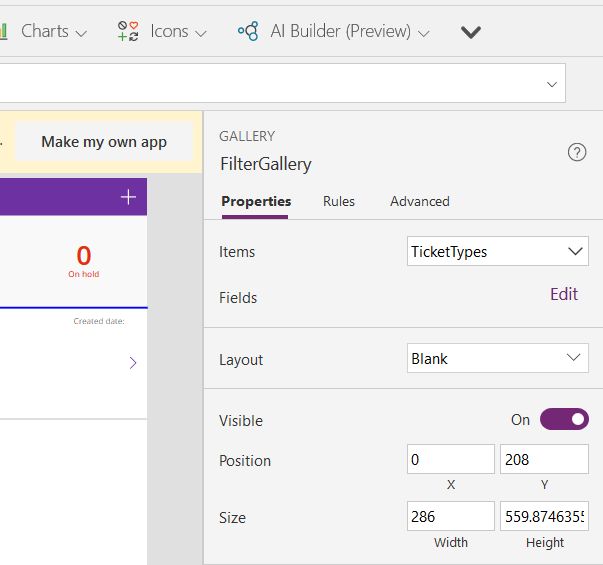 Charts Icons AI Builder (Preview)
Make my own app
GALLERY
FilterGallery
Properties Rules Advanced
0
On hold
Items TicketTypes
Fields Edit
Created date:
Layout Blank
Visible On
Position 0 208
X Y
Size 286 559.8746355
Width Height